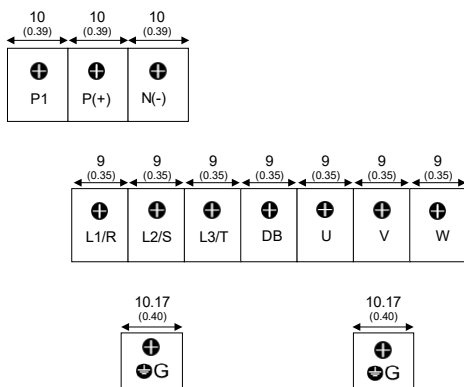 10 10 10
(0.39) (0.39) (0.39)
P1 P(+) N(-)
9 9 9 9 9 9 9
(0.35) (0.35) (0.35) (0.35) (0.35) (0.35) (0.35)
L1/R L2/S L3/T DB U V W
10.17 10.17
(0.40) (0.40)
G G